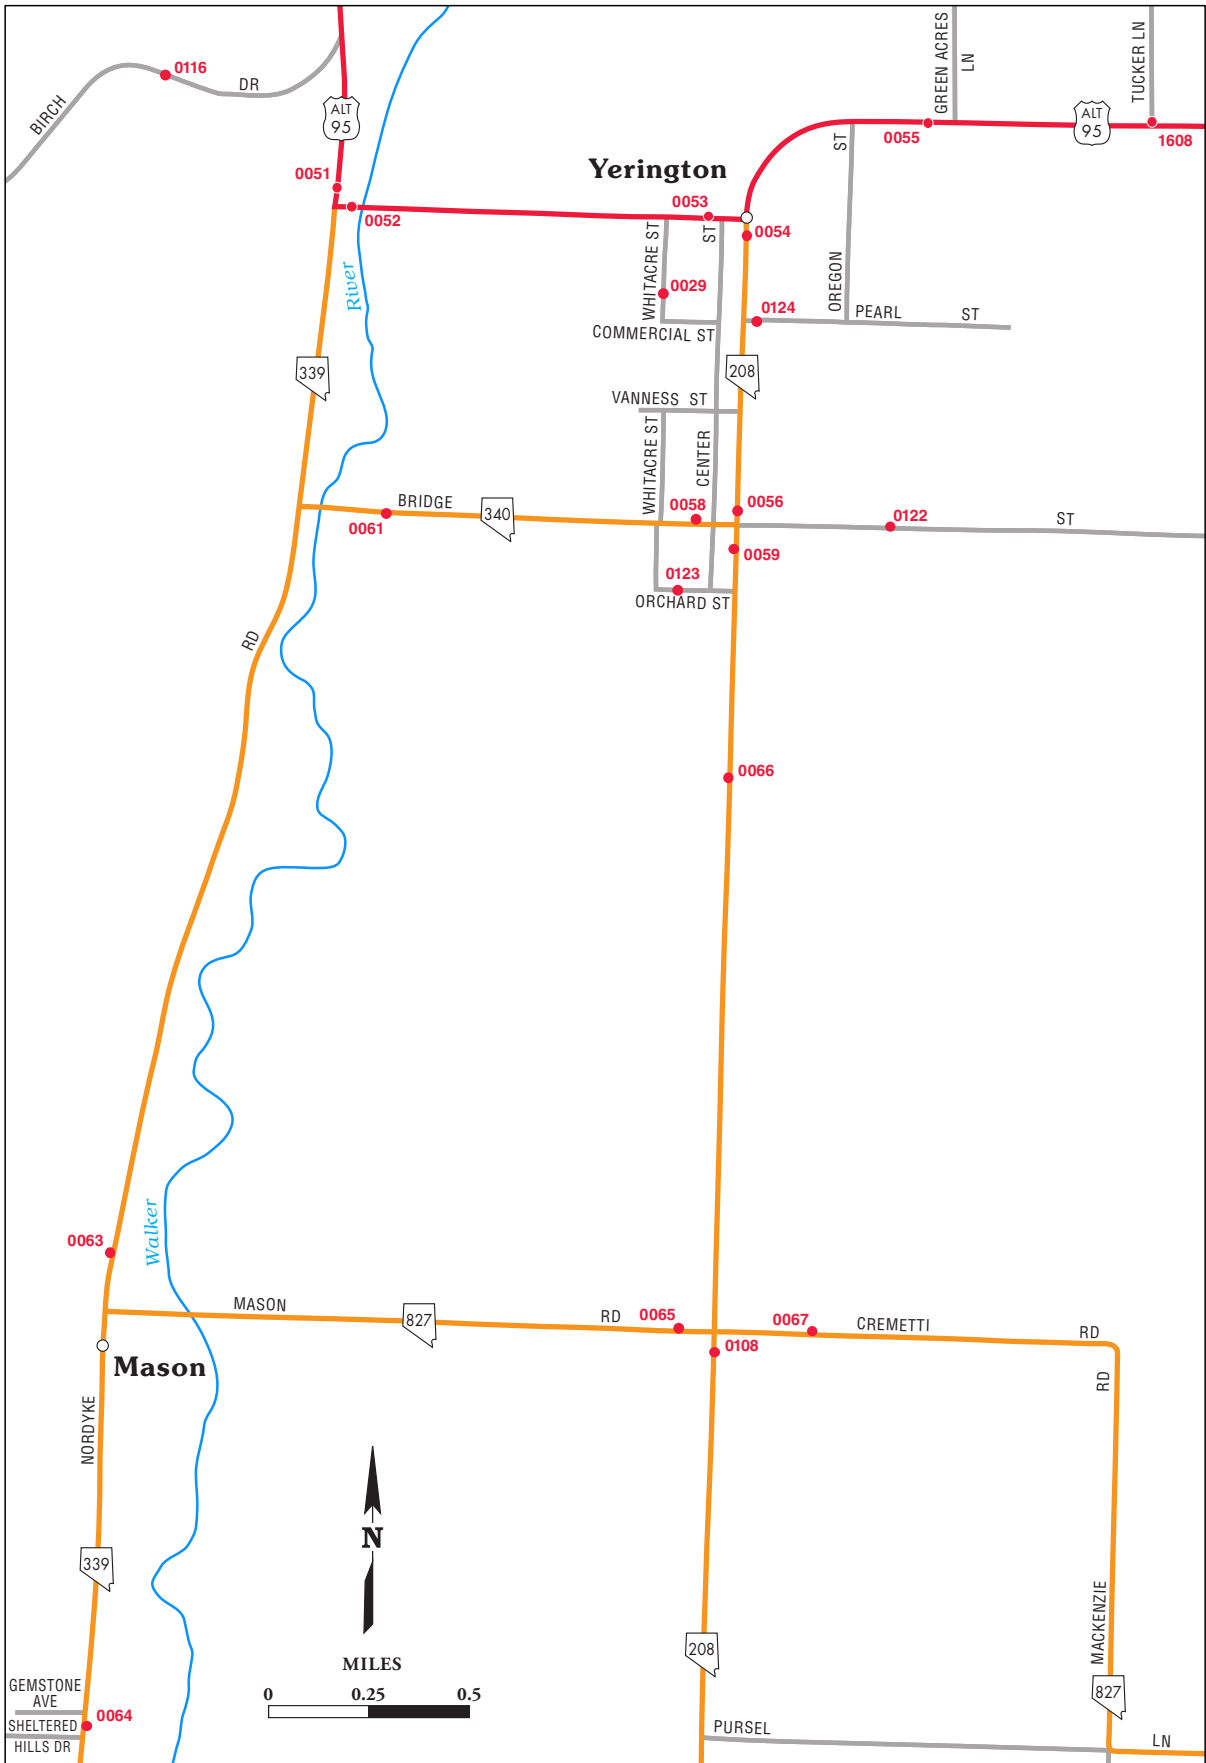 GREEN ACRES
LN
TUCKER LN
0116
DR
BIRCH
ALT
95
ALT
95
0055
1608
ST
Yerington
0051
0052
0053
0054
ST
WHITACRE ST
0029
OREGON
River
0124
PEARL
ST
COMMERCIAL ST
339
208
VANNESS ST
WHITACRE ST
CENTER
BRIDGE
340
0061
0058
0056
0122
ST
0059
0123
ORCHARD ST
RD
0066
Walker
0063
MASON
827
RD
0065
0067
CREMETTI
RD
0108
Mason
RD
NORDYKE
N
339
MACKENZIE
208
MILES
0
0.25
0.5
GEMSTONE
AVE
827
0064
SHELTERED
HILLS DR
PURSEL
LN